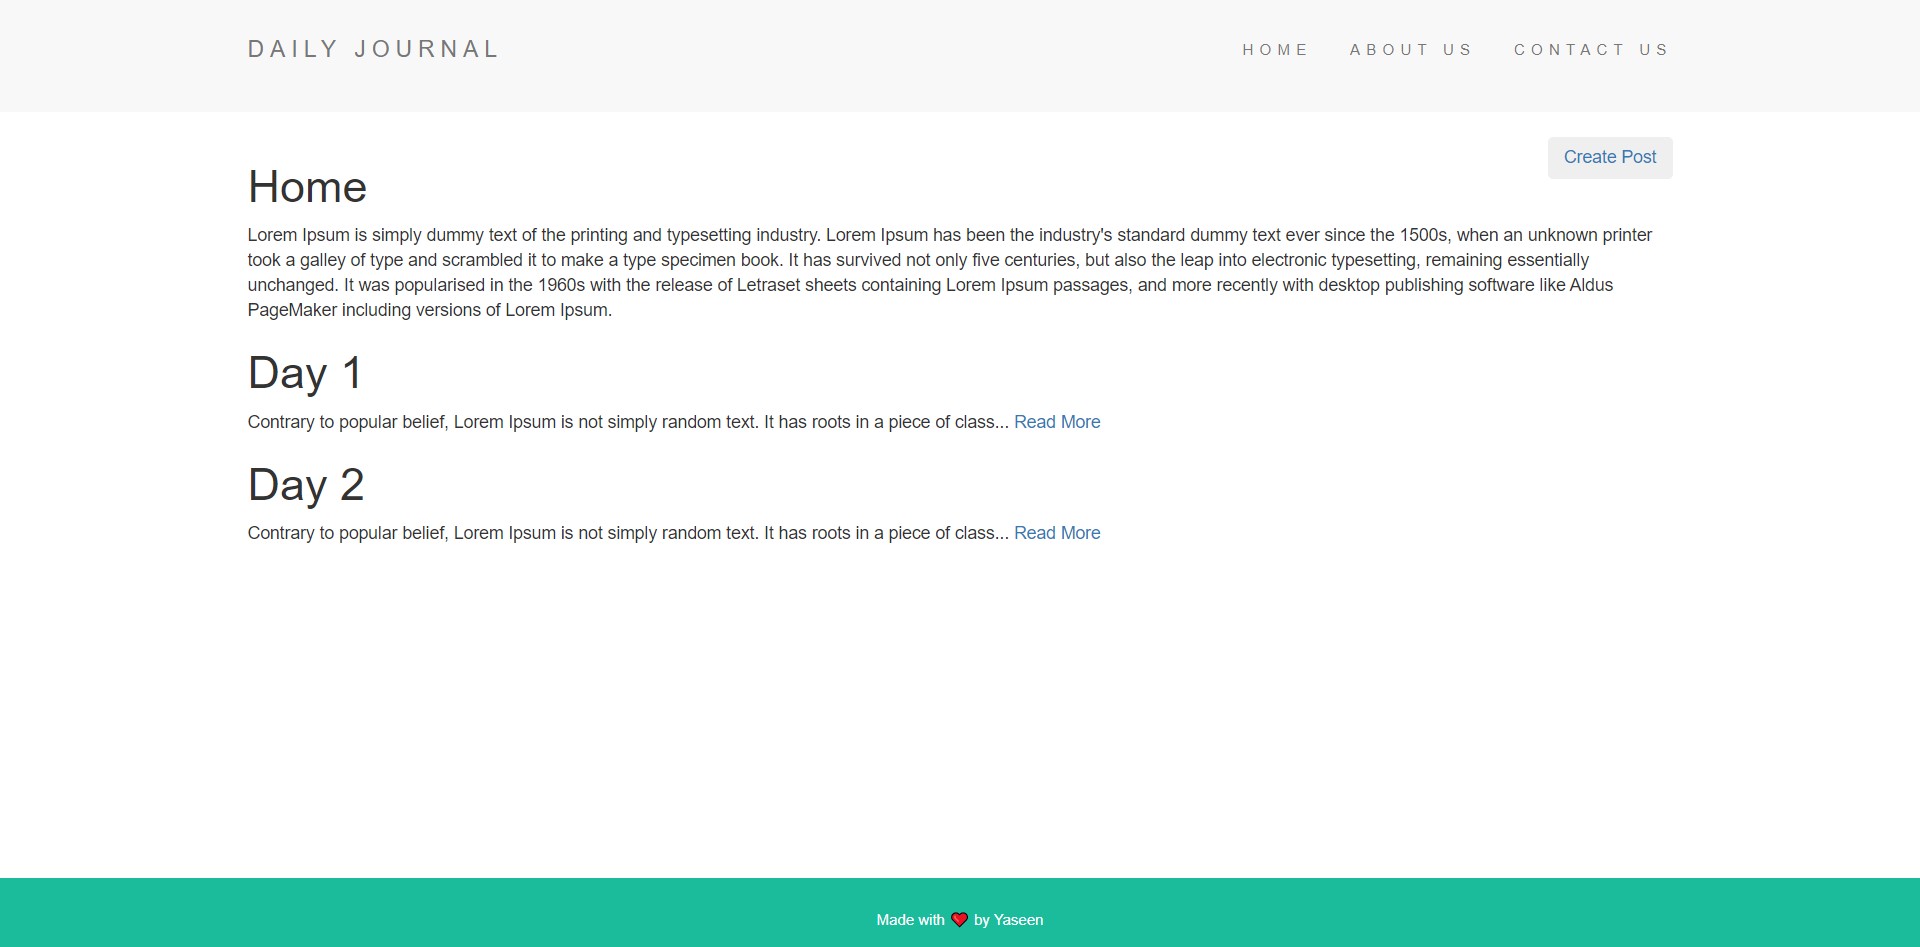 DAILY JOURNAL
HOME ABOUT US CONTACT US
Create Post
Home
Lorem Ipsum is simply dummy text of the printing and typesetting industry. Lorem Ipsum has been the industry's standard dummy text ever since the 1500s, when an unknown printer
took a galley of type and scrambled it to make a type specimen book. It has survived not only five centuries, but also the leap into electronic typesetting, remaining essentially
unchanged. It was popularised in the 1960s with the release of Letraset sheets containing Lorem Ipsum passages, and more recently with desktop publishing software like Aldus
PageMaker including versions of Lorem Ipsum.
Day 1
Contrary to popular belief, Lorem Ipsum is not simply random text. It has roots in a piece of class... Read More
Day 2
Contrary to popular belief, Lorem Ipsum is not simply random text. It has roots in a piece of class... Read More
Made with ❤ by Yaseen